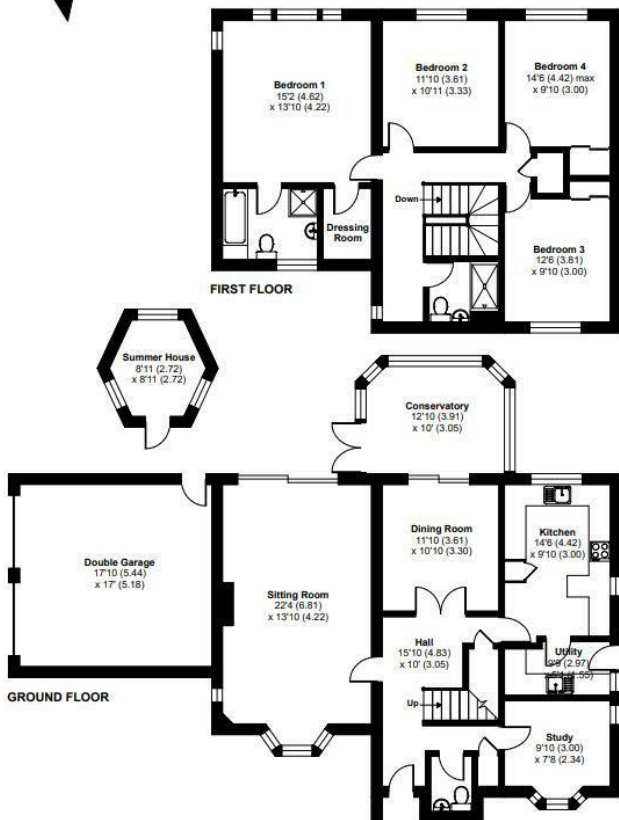 Bedroom 1
15'2 (4.62)
x 13'10 (4.22)
Bedroom 2
11'10 (3.61)
x 10'11 (3.33)
Bedroom 4
14'6 (4.42) max
x 9'10 (3.00)
Down
Dressing
Room
Bedroom 3
12'6 (3.81)
x 9'10 (3.00)
FIRST FLOOR
Summer House
8'11 (2.72)
x 8'11 (2.72)
Conservatory
12'10 (3.91)
x 10' (3.05)
Double Garage
17'10 (5.44)
x 17' (5.18)
Sitting Room
22'4 (6.81)
x 13'10 (4.22)
Dining Room
11'10 (3.61)
x 10'10 (3.30)
Kitchen
14'6 (4.42)
x 9'10 (3.00)
Hall
15'10 (4.83)
x 10' (3.05)
Utility
9'9 (2.97)
Up
Study
9'10 (3.00)
x 7'8 (2.34)
GROUND FLOOR